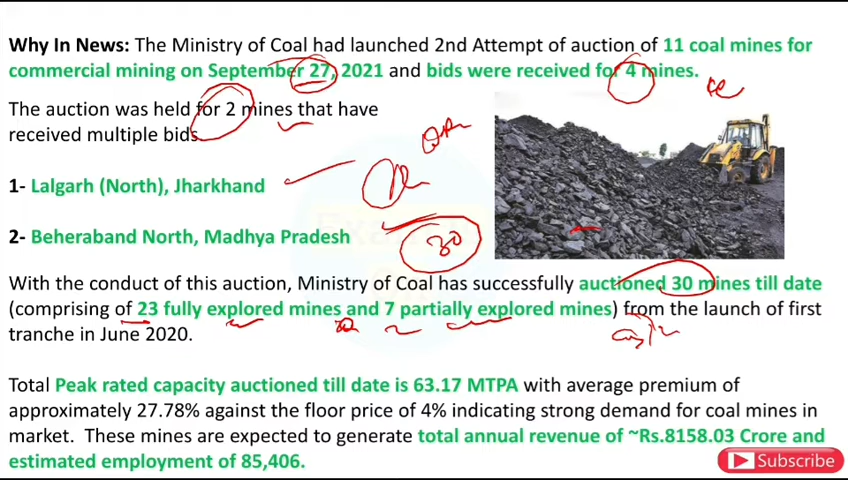 Why In News: The Ministry of Coal had launched 2nd Attempt of auction of 11 coal mines for
commercial mining on September 27, 2021 and bids were received for 4 mines.
The auction was held for 2 mines that have
received multiple bids
1- Lalgarh (North), Jharkhand
2- Beheraband North, Madhya Pradesh
30
With the conduct of this auction, Ministry of Coal has successfully auctioned 30 mines till date
(comprising of 23 fully explored mines and 7 partially explored mines) from the launch of first
tranche in June 2020.
Total Peak rated capacity auctioned till date is 63.17 MTPA with average premium of
approximately 27.78% against the floor price of 4% indicating strong demand for coal mines in
market. These mines are expected to generate total annual revenue of ~Rs.8158.03 Crore and
estimated employment of 85,406.
Subscribe